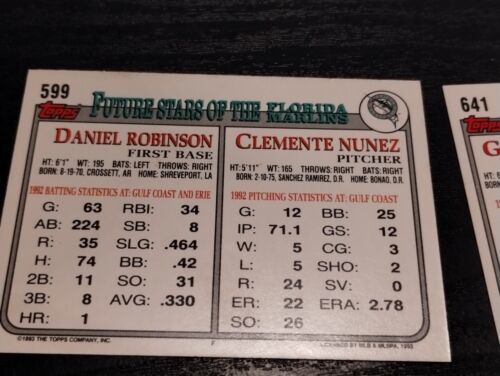 599
Topps FUTURE STARS OF THE FLORIDA MARLINS
DANIEL ROBINSON
FIRST BASE
HT: 6'1" WT: 195 BATS: LEFT THROWS: RIGHT
BORN: 8-19-70, CROSSETT, AR HOME: SHREVEPORT, LA
1992 BATTING STATISTICS AT: GULF COAST AND ERIE
G: 63 RBI: 34
AB: 224 SB: 8
R: 35 SLG: .464
H: 74 BB: .42
2B: 11 SO: 31
3B: 8 AVG: .330
HR: 1
©1993 THE TOPPS COMPANY, INC.
CLEMENTE NUNEZ
PITCHER
HT: 5'11" WT: 165 BATS: RIGHT THROWS: RIGHT
BORN: 2-10-75, SANCHEZ RAMIREZ, D.R. HOME: BONAO, D.R.
1992 PITCHING STATISTICS AT: GULF COAST
G: 12 BB: 25
IP: 71.1 GS: 12
W: 5 CG: 3
L: 5 SHO: 2
R: 24 SV: 0
ER: 22 ERA: 2.78
SO: 26
LICENSED BY MLB & MLBPA, 1993
641
Topps
G